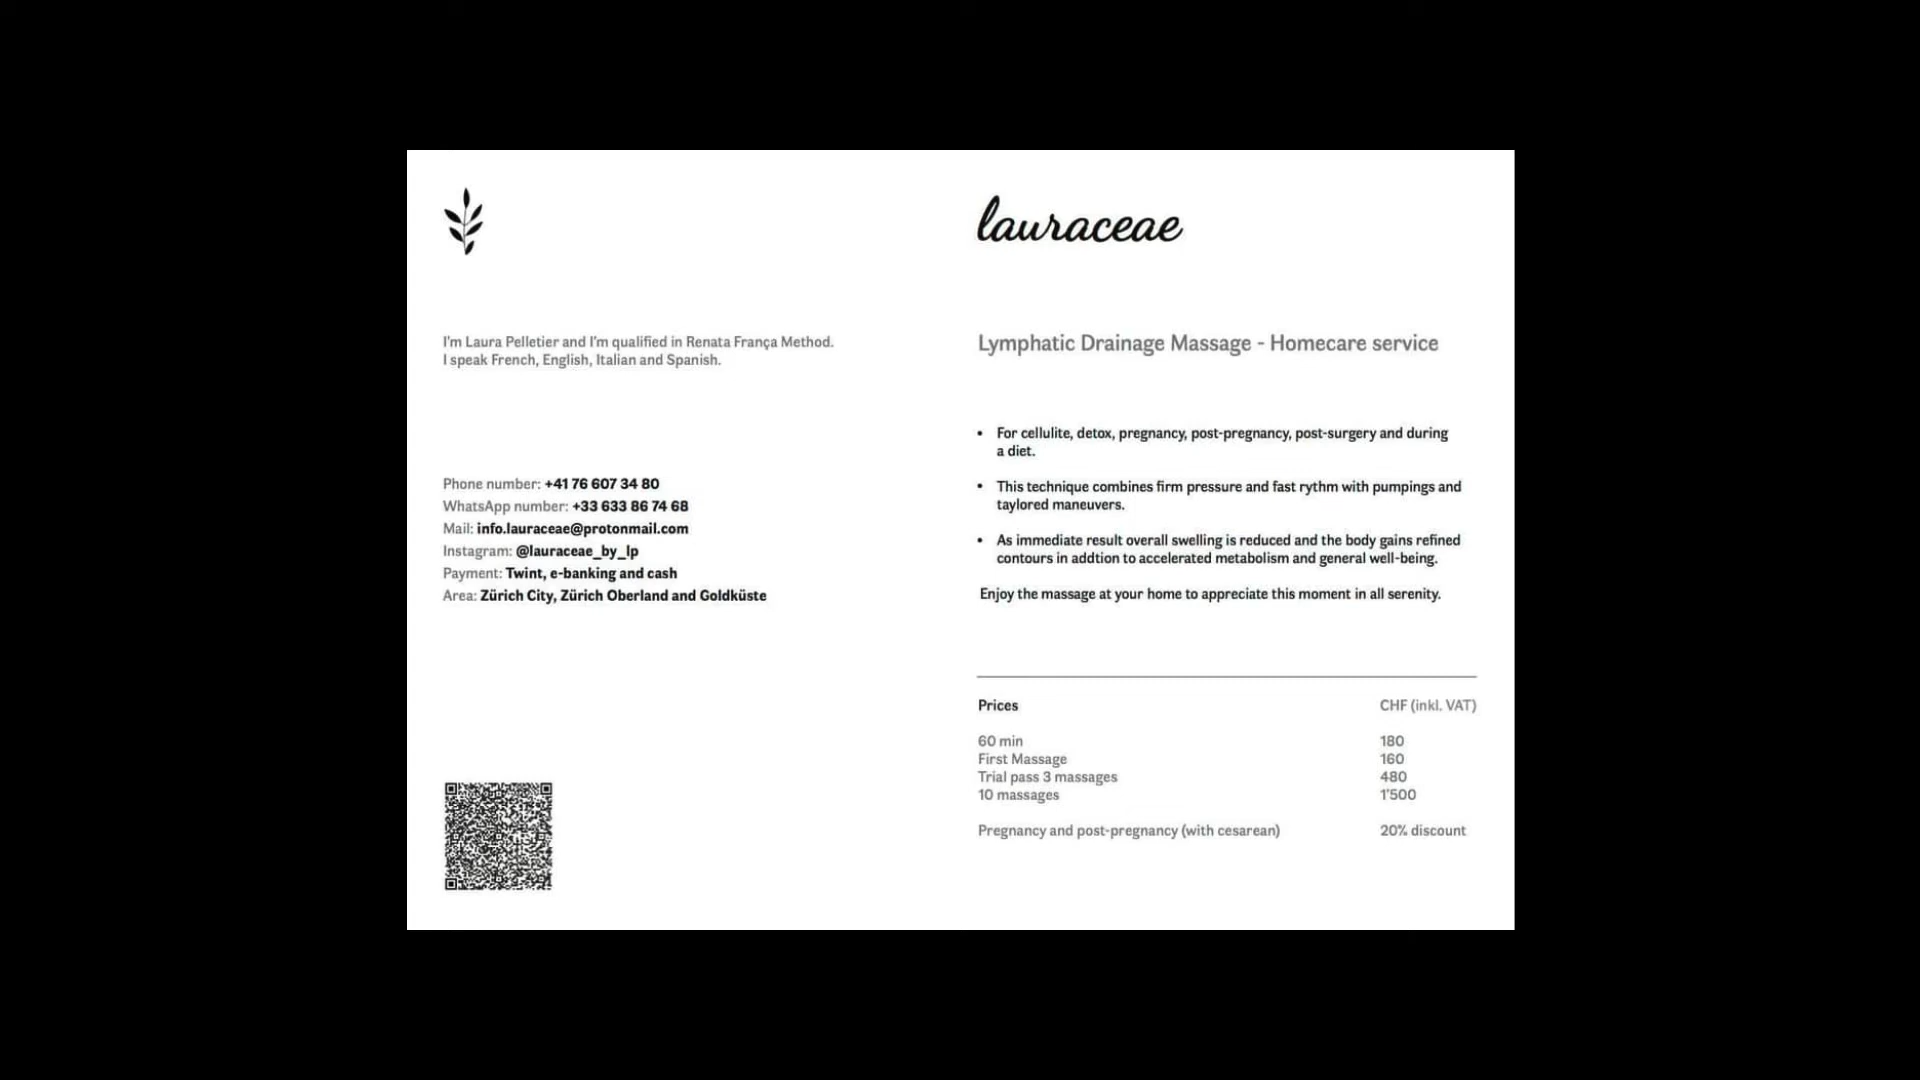 I'm Laura Pelletier and I'm qualified in Renata França Method.
I speak French, English, Italian and Spanish.
Phone number: +41 76 607 34 80
WhatsApp number: +33 633 86 74 68
Mail: info.lauraceae@protonmail.com
Instagram: @lauraceae_by_lp
Payment: Twint, e-banking and cash
Area: Zürich City, Zürich Oberland and Goldküste
lauraceae
Lymphatic Drainage Massage - Homecare service
• For cellulite, detox, pregnancy, post-pregnancy, post-surgery and during
a diet.
• This technique combines firm pressure and fast rythm with pumpings and
taylored maneuvers.
• As immediate result overall swelling is reduced and the body gains refined
contours in addtion to accelerated metabolism and general well-being.
Enjoy the massage at your home to appreciate this moment in all serenity.
Prices CHF (inkl. VAT)
60 min 180
First Massage 160
Trial pass 3 massages 480
10 massages 1'500
Pregnancy and post-pregnancy (with cesarean) 20% discount